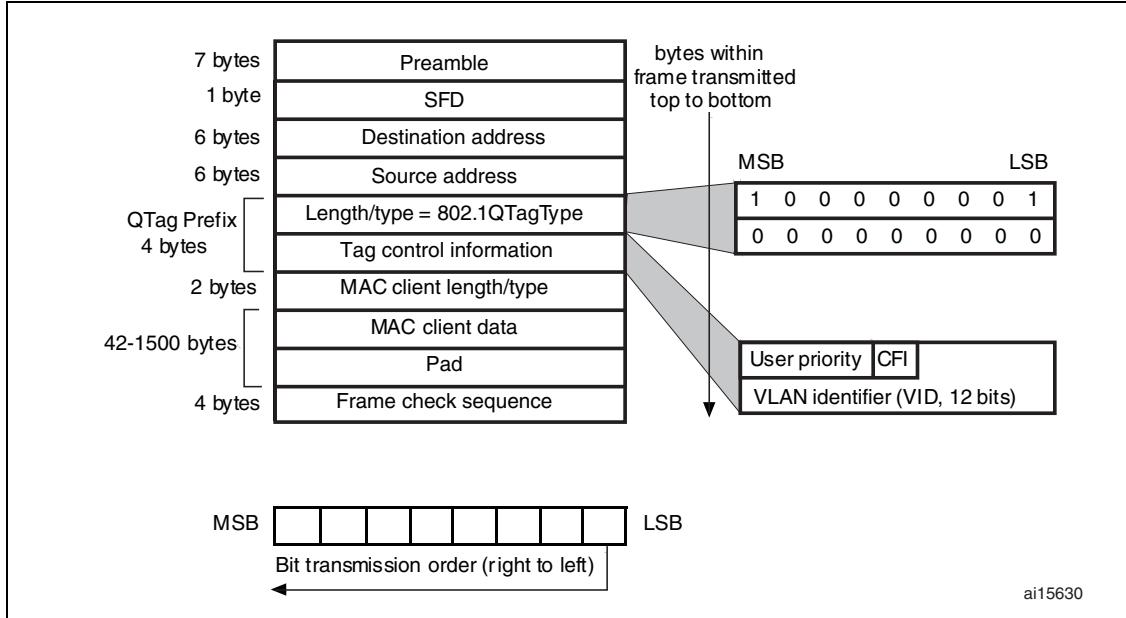 7 bytes
Preamble
1 byte
SFD
6 bytes
Destination address
6 bytes
Source address
QTag Prefix
4 bytes
Length/type = 802.1QTagType
Tag control information
2 bytes
MAC client length/type
42-1500 bytes
MAC client data
Pad
4 bytes
Frame check sequence
bytes within
frame transmitted
top to bottom
MSB LSB
1 0 0 0 0 0 0 0 1
0 0 0 0 0 0 0 0 0
User priority CFI
VLAN identifier (VID, 12 bits)
MSB LSB
Bit transmission order (right to left)
ai15630